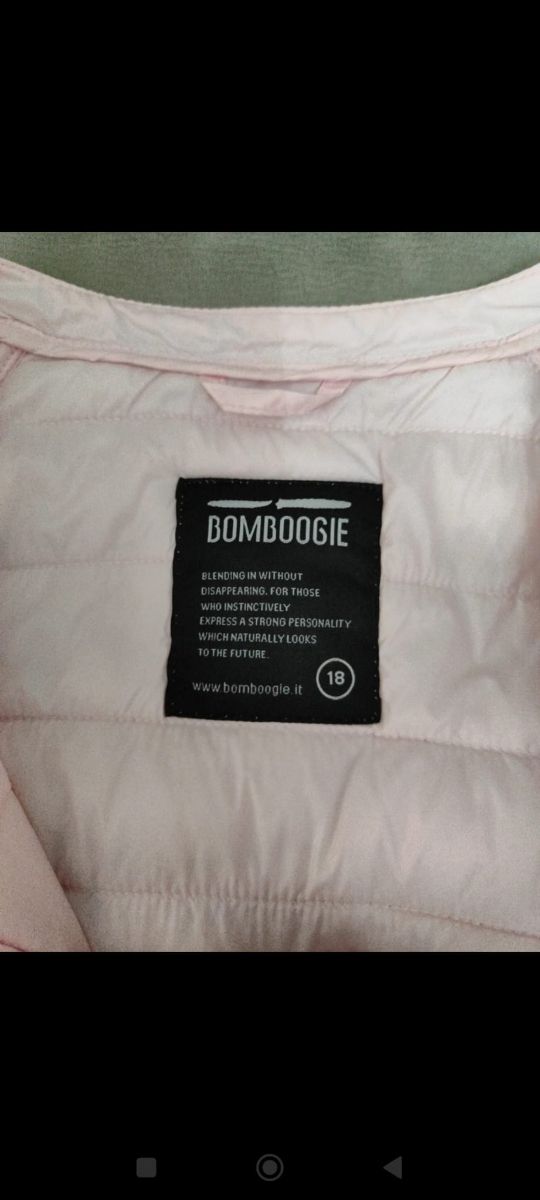 BOMBOOGIE
BLENDING IN WITHOUT
DISAPPEARING. FOR THOSE
WHO INSTINCTIVELY
EXPRESS A STRONG PERSONALITY
WHICH NATURALLY LOOKS
TO THE FUTURE.
www.bomboogie.it
18